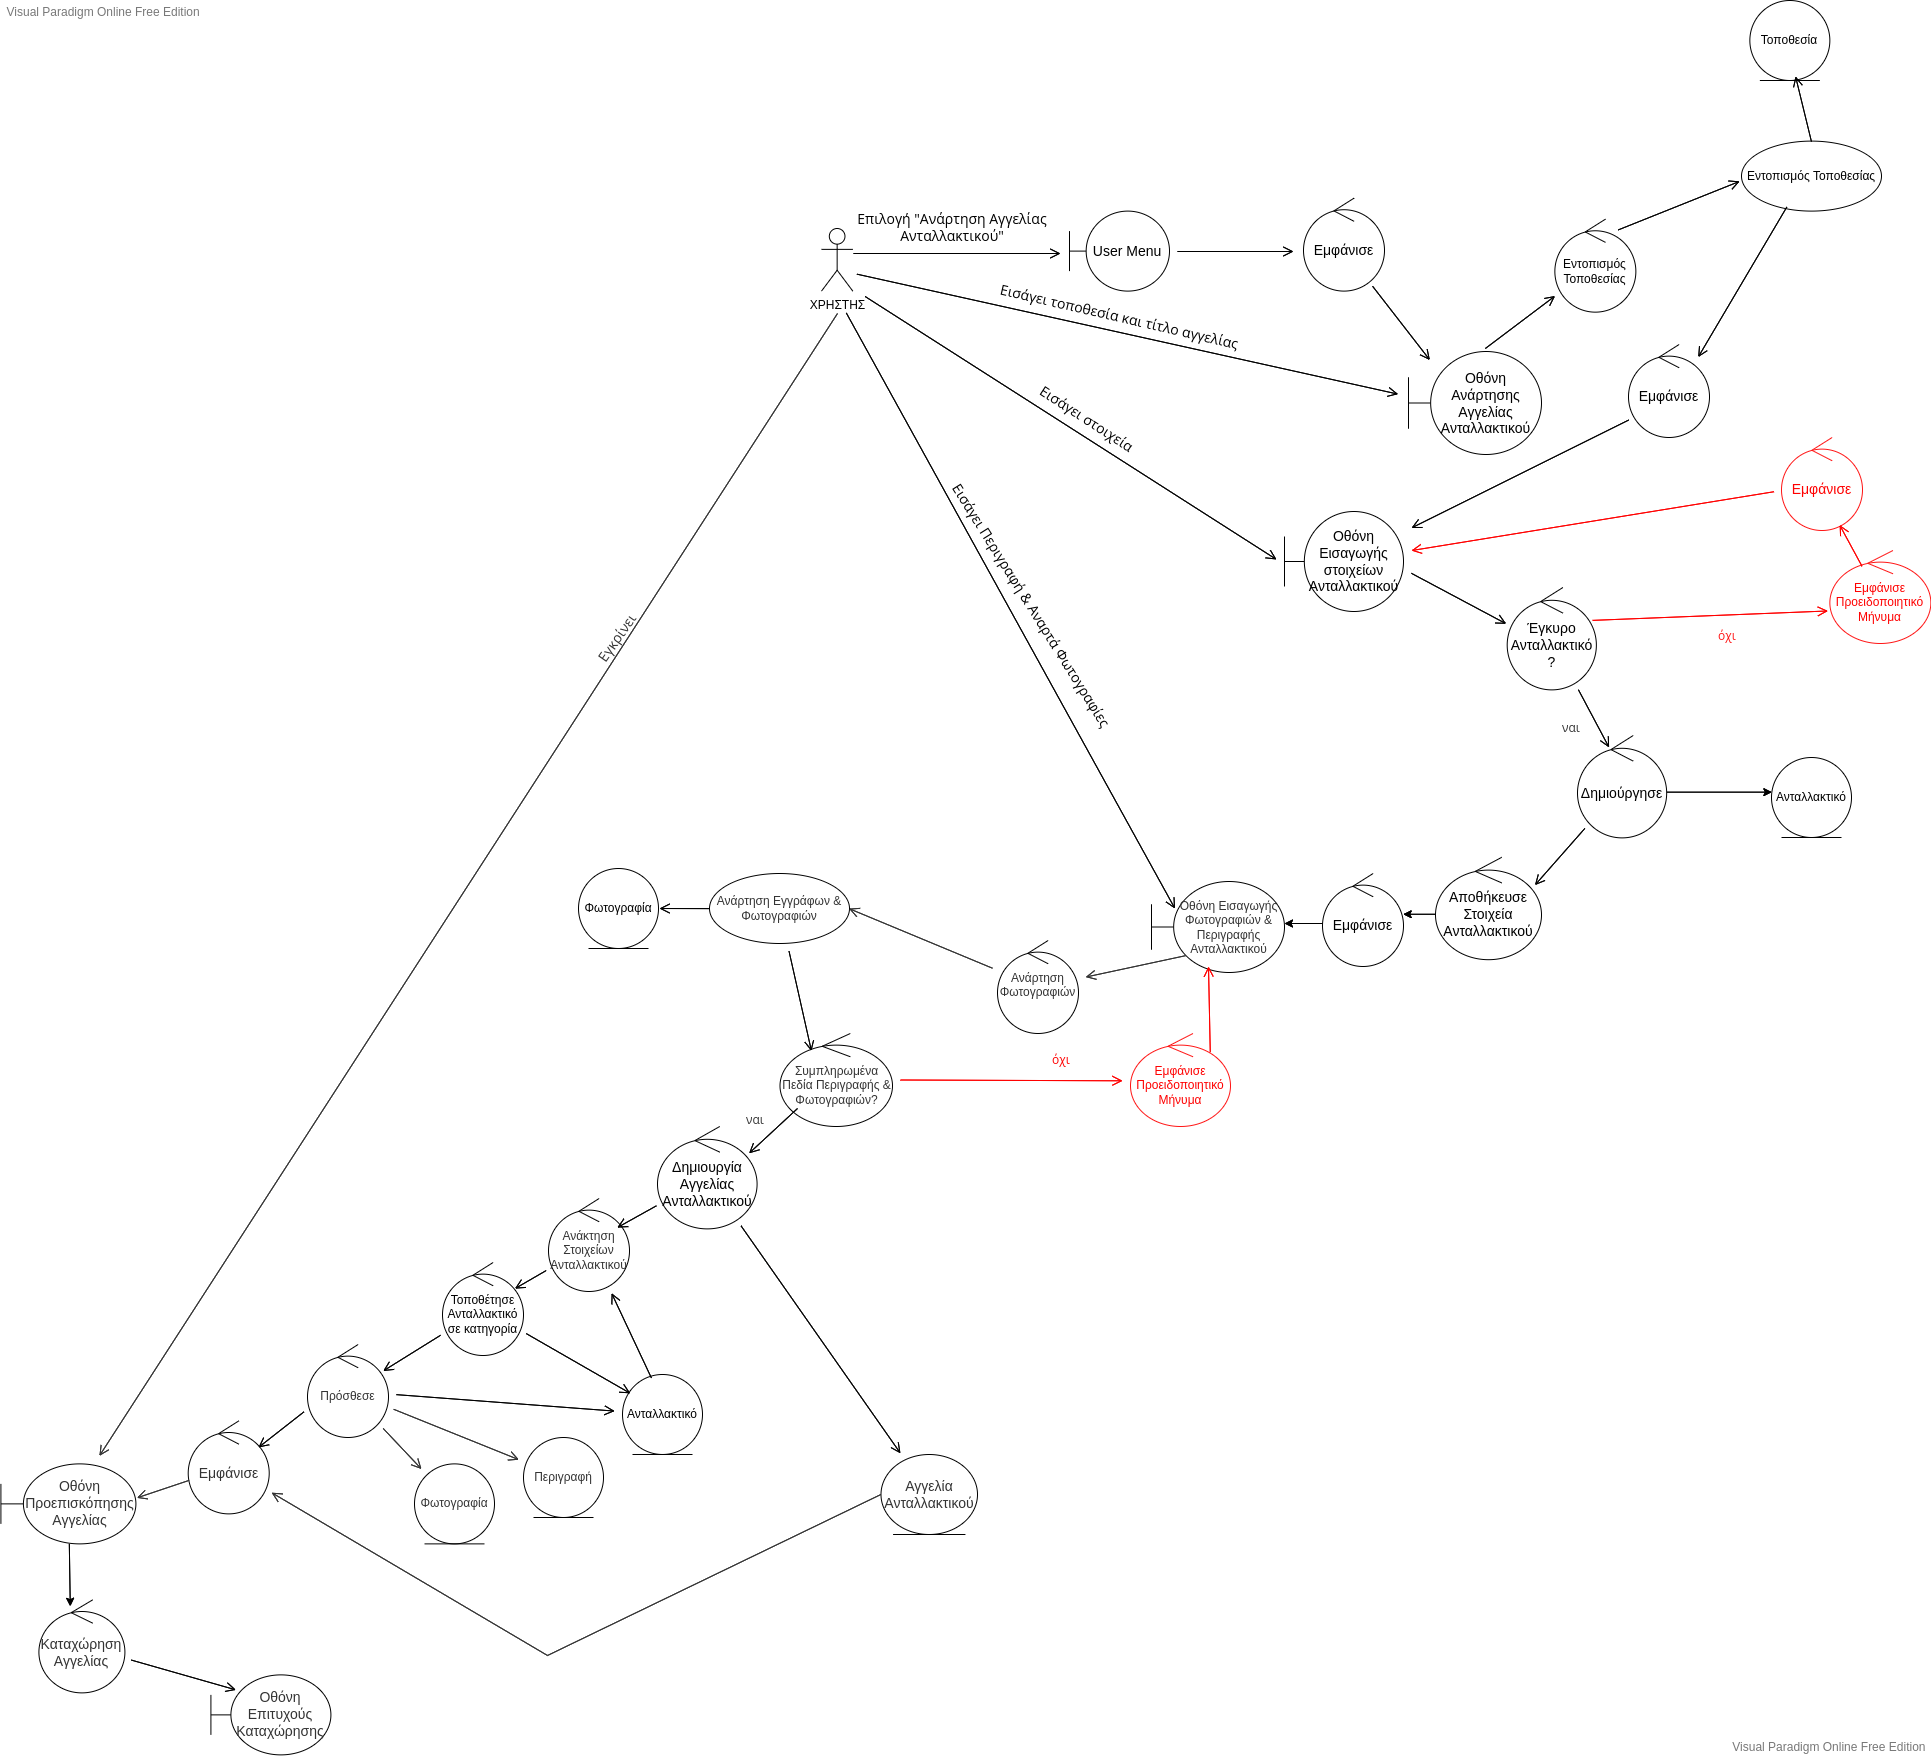 Visual Paradigm Online Free Edition
Τοποθεσία
Εντοπισμός Τοποθεσίας
Επιλογή "Ανάρτηση Αγγελίας
Ανταλλακτικού"
User Menu
Εμφάνισε
Εντοπισμός
Τοποθεσίας
ΧΡΗΣΤΗΣ
Εισάγει τοποθεσία και τίτλο αγγελίας
Οθόνη
Ανάρτησης
Αγγελίας
Ανταλλακτικού
Εμφάνισε
Εισάγει στοιχεία
Εμφάνισε
Οθόνη
Εισαγωγής
στοιχείων
Ανταλλακτικού
Εμφάνισε
Προειδοποιητικό
Μήνυμα
Εισάγει Περιγραφή & Αναρτά Φωτογραφίες
Εγκρίνει
Έγκυρο
Ανταλλακτικό
?
όχι
ναι
Δημιούργησε
Ανταλλακτικό
Αποθήκευσε
Στοιχεία
Ανταλλακτικού
Εμφάνισε
Οθόνη Εισαγωγής
Φωτογραφιών &
Περιγραφής
Ανταλλακτικού
Ανάρτηση Εγγράφων &
Φωτογραφιών
Φωτογραφία
Ανάρτηση
Φωτογραφιών
Συμπληρωμένα
Πεδία Περιγραφής &
Φωτογραφιών?
όχι
Εμφάνισε
Προειδοποιητικό
Μήνυμα
ναι
Δημιουργία
Αγγελίας
Ανταλλακτικού
Ανάκτηση
Στοιχείων
Ανταλλακτικού
Τοποθέτησε
Ανταλλακτικό
σε κατηγορία
Πρόσθεσε
Ανταλλακτικό
Εμφάνισε
Περιγραφή
Φωτογραφία
Αγγελία
Ανταλλακτικού
Οθόνη
Προεπισκόπησης
Αγγελίας
Καταχώρηση
Αγγελίας
Οθόνη
Επιτυχούς
Καταχώρησης
Visual Paradigm Online Free Edition